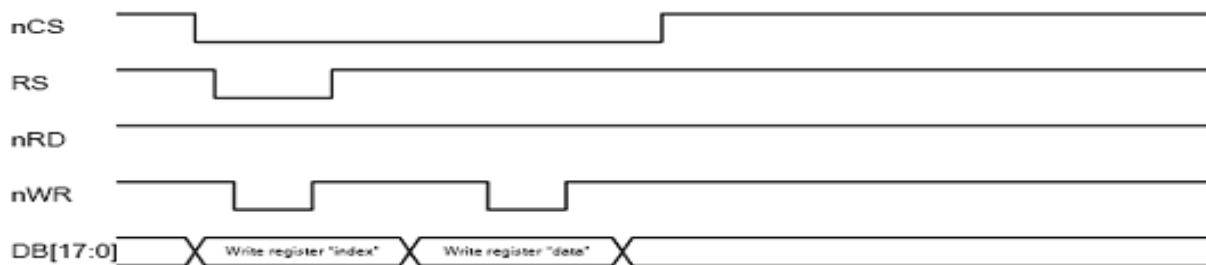 nCS
RS
nRD
nWR
DB[17:0]
Write register "index"
Write register "data"